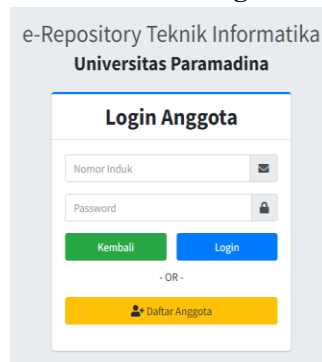 e-Repository Teknik Informatika
Universitas Paramadina
Login Anggota
Nomor Induk
Password
Kembali
Login
- OR -
Daftar Anggota